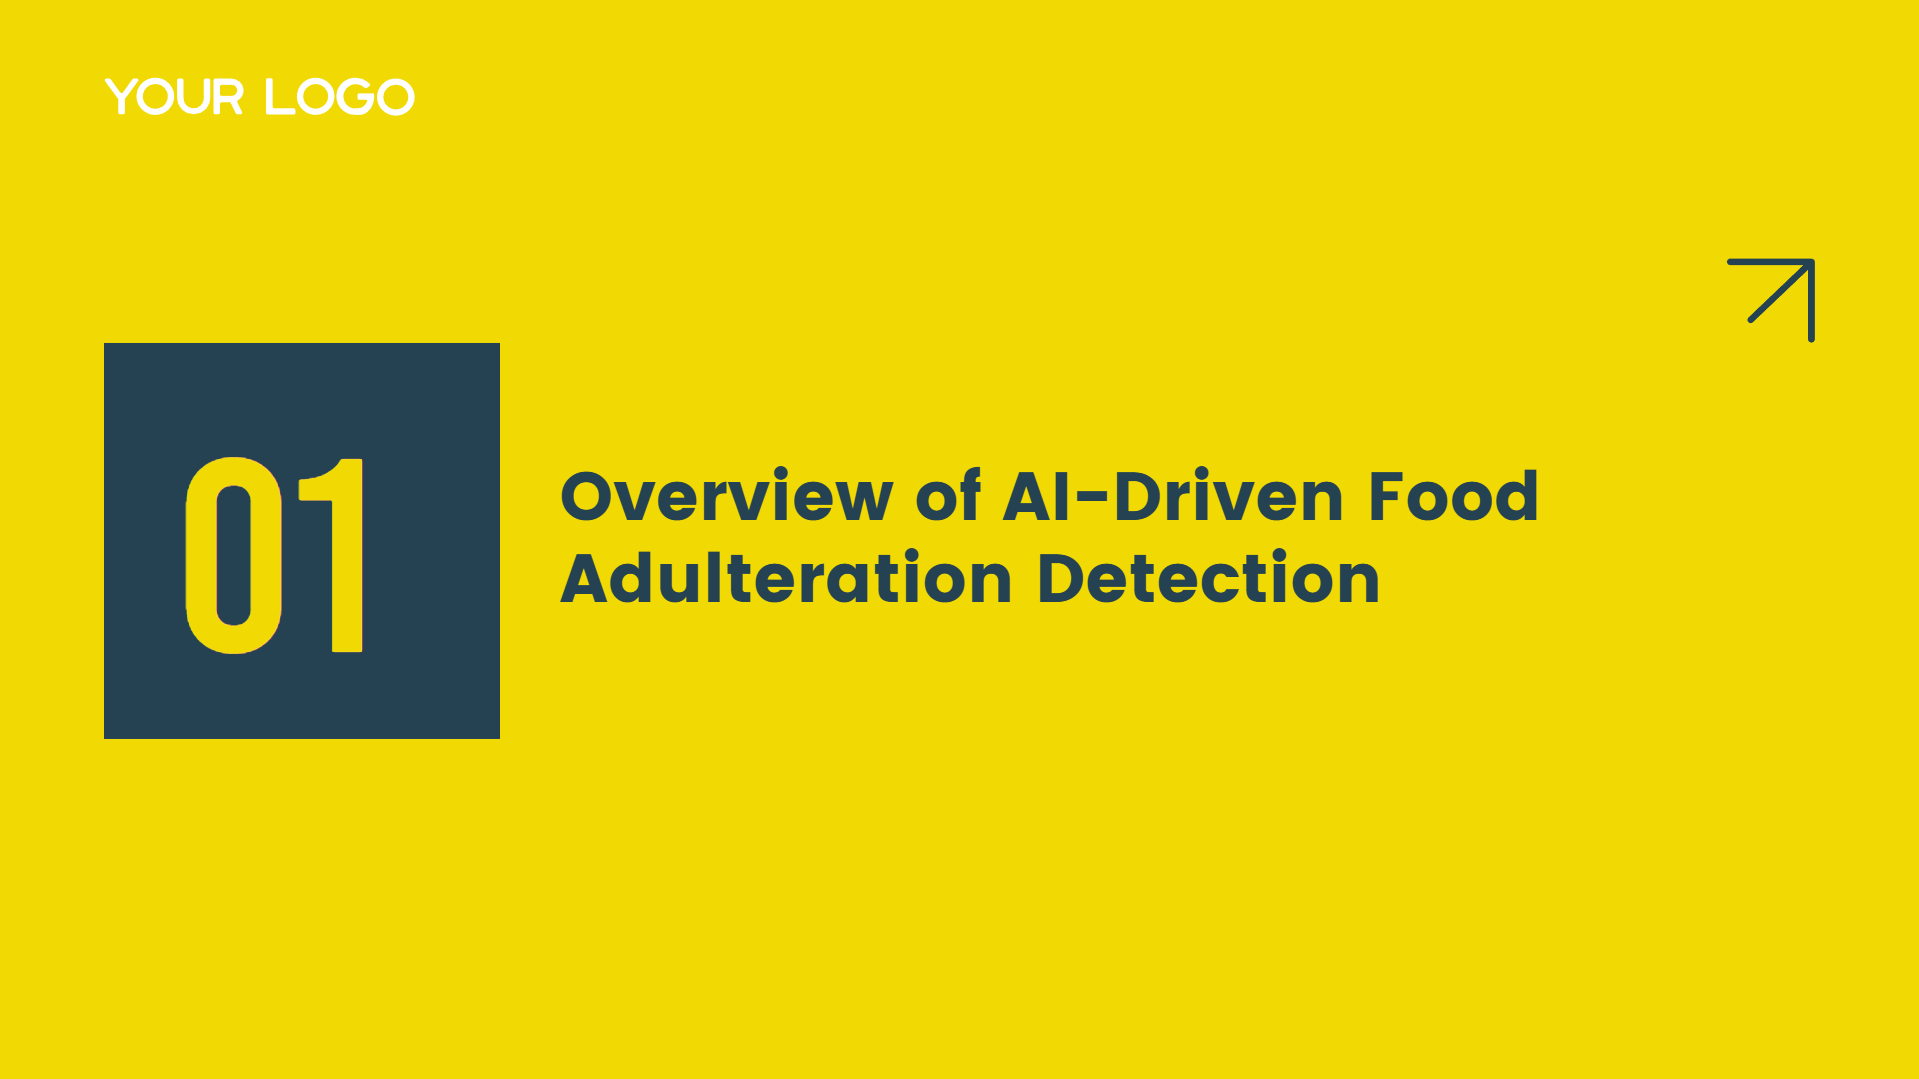 YOUR LOGO
01
Overview of AI-Driven Food
Adulteration Detection